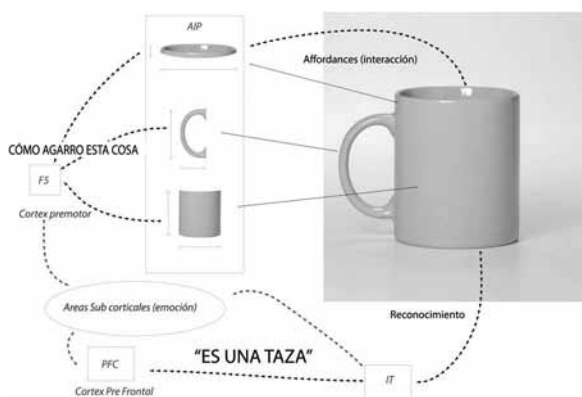 AIP
Affordances (interacción)
CÓMO AGARRO ESTA COSA
F5
Cortex premotor
Areas Sub corticales (emoción)
Reconocimiento
"ES UNA TAZA"
PFC
IT
Cortex Pre Frontal